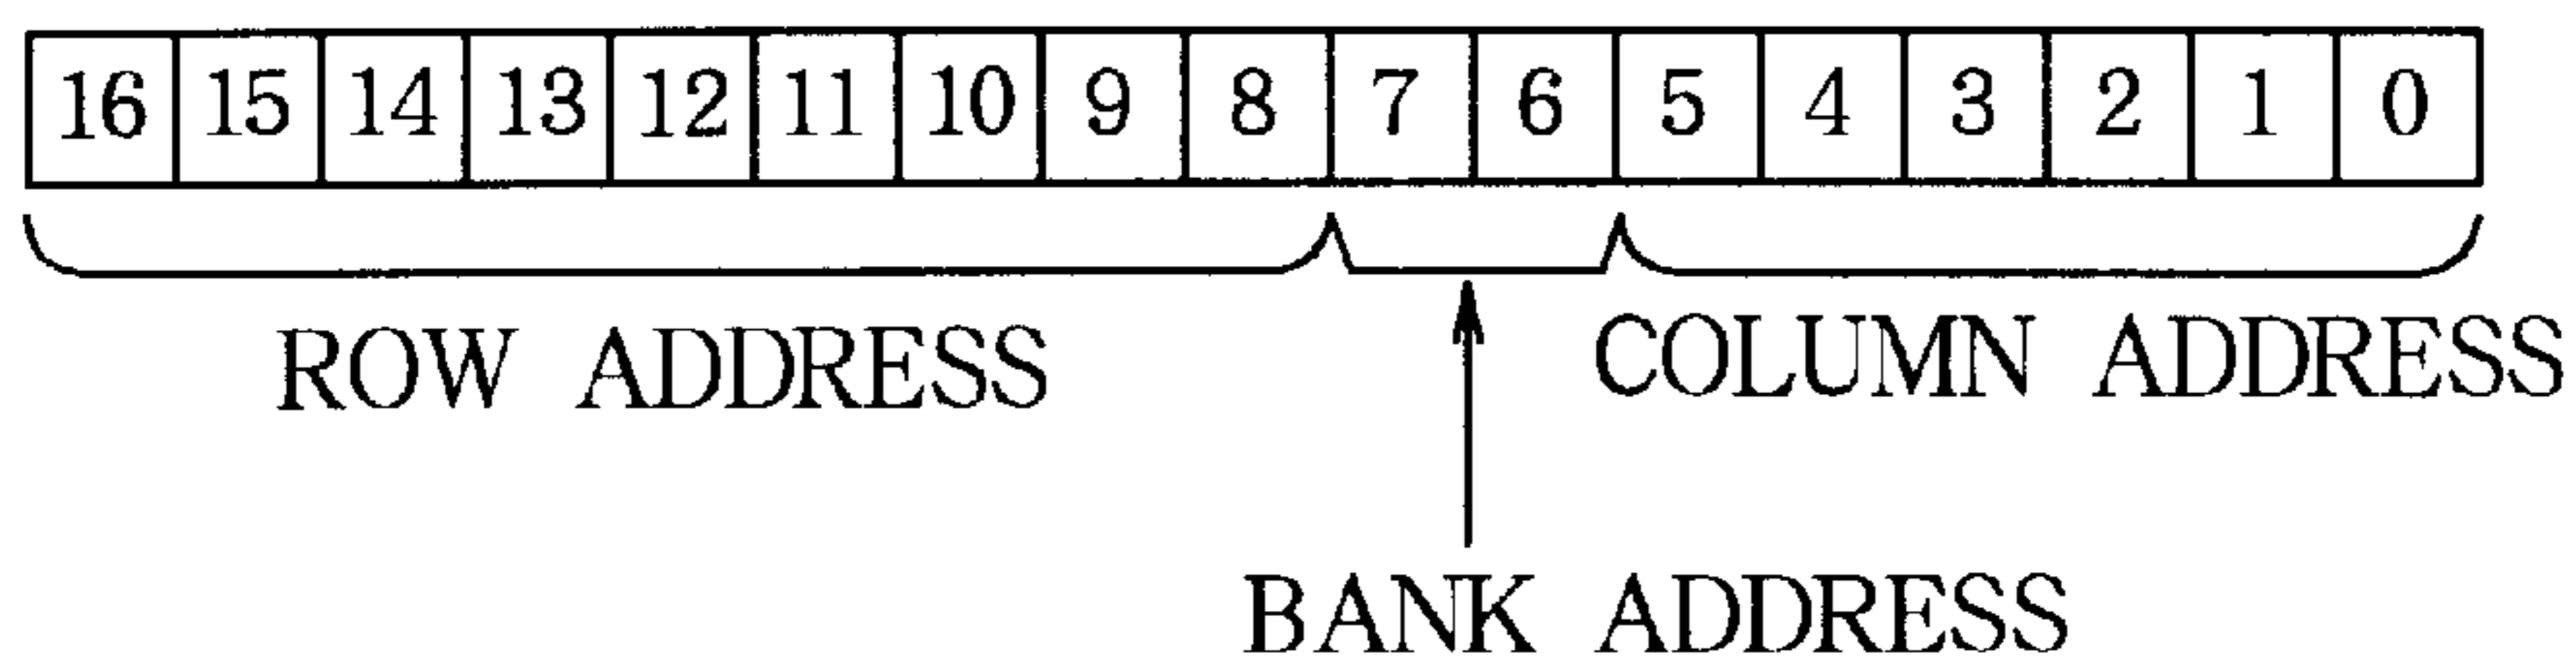 16 15 14 13 12 11 10 9 8 7 6 5 4 3 2 1 0
ROW ADDRESS COLUMN ADDRESS
BANK ADDRESS